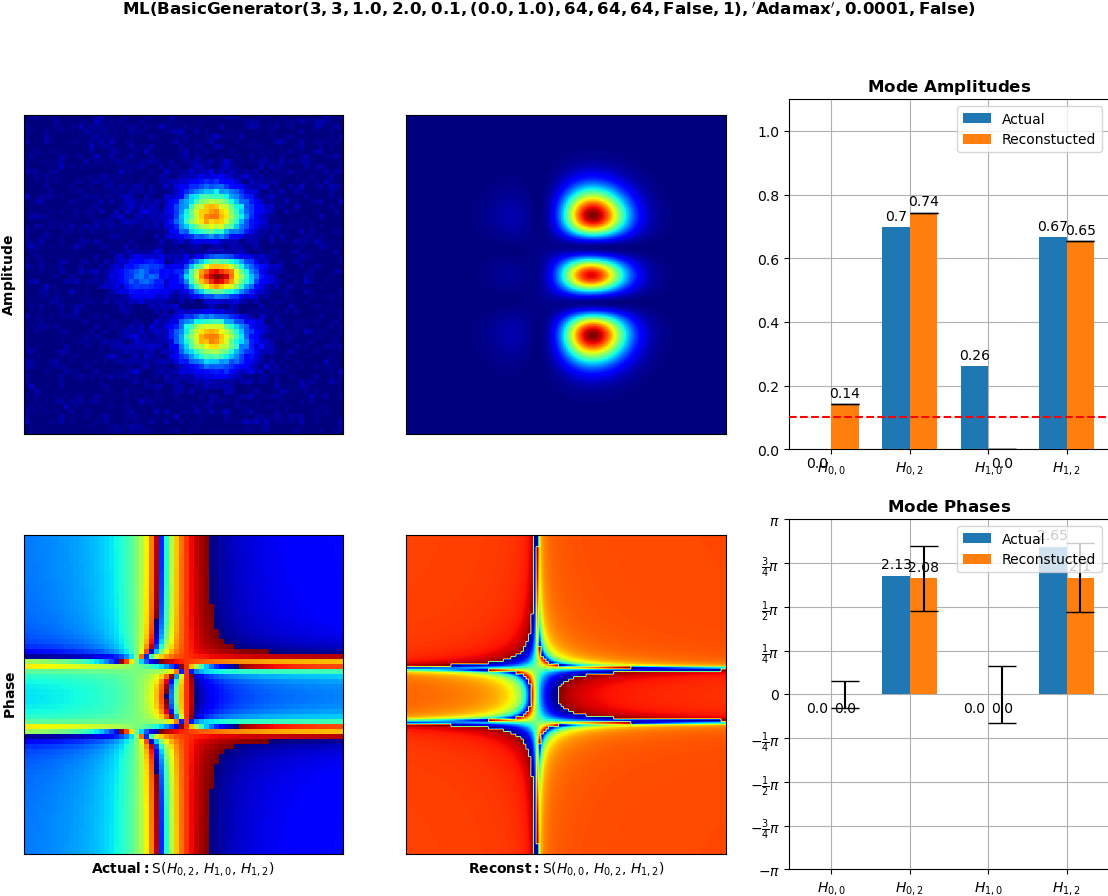 ML(BasicGenerator(3, 3, 1.0, 2.0, 0.1, (0.0, 1.0), 64, 64, 64, False, 1), 'Adamax', 0.0001, False)
Mode Amplitudes
Actual
Reconstucted
1.0
0.8
0.6
0.4
0.2
0.0
0.0
0.14
0.7
0.74
0.26
0.0
0.67
0.65
H0,0
H0,2
H1,0
H1,2
Amplitude
Mode Phases
Actual
Reconstucted
π
3/4π
1/2π
1/4π
0
−1/4π
−1/2π
−3/4π
−π
0.0
0.0
2.13
2.08
0.0
0.0
2.65
H0,0
H0,2
H1,0
H1,2
Phase
Actual: S(H0,2, H1,0, H1,2)
Reconst: S(H0,0, H0,2, H1,2)